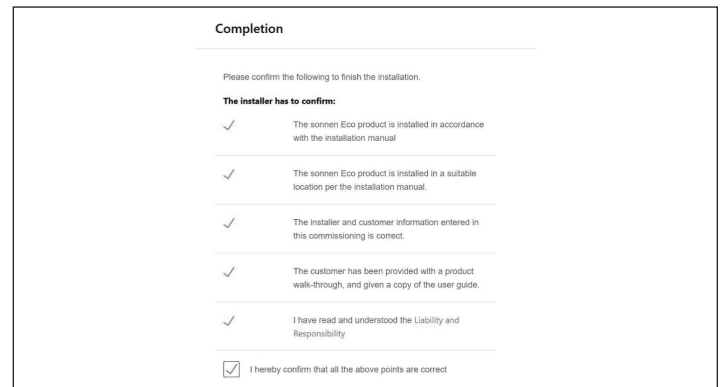 Completion
Please confirm the following to finish the installation.
The installer has to confirm:
The sonnen Eco product is installed in accordance
with the installation manual
The sonnen Eco product is installed in a suitable
location per the installation manual.
The installer and customer information entered in
this commissioning is correct.
The customer has been provided with a product
walk-through, and given a copy of the user guide.
I have read and understood the Liability and
Responsibility
I hereby confirm that all the above points are correct